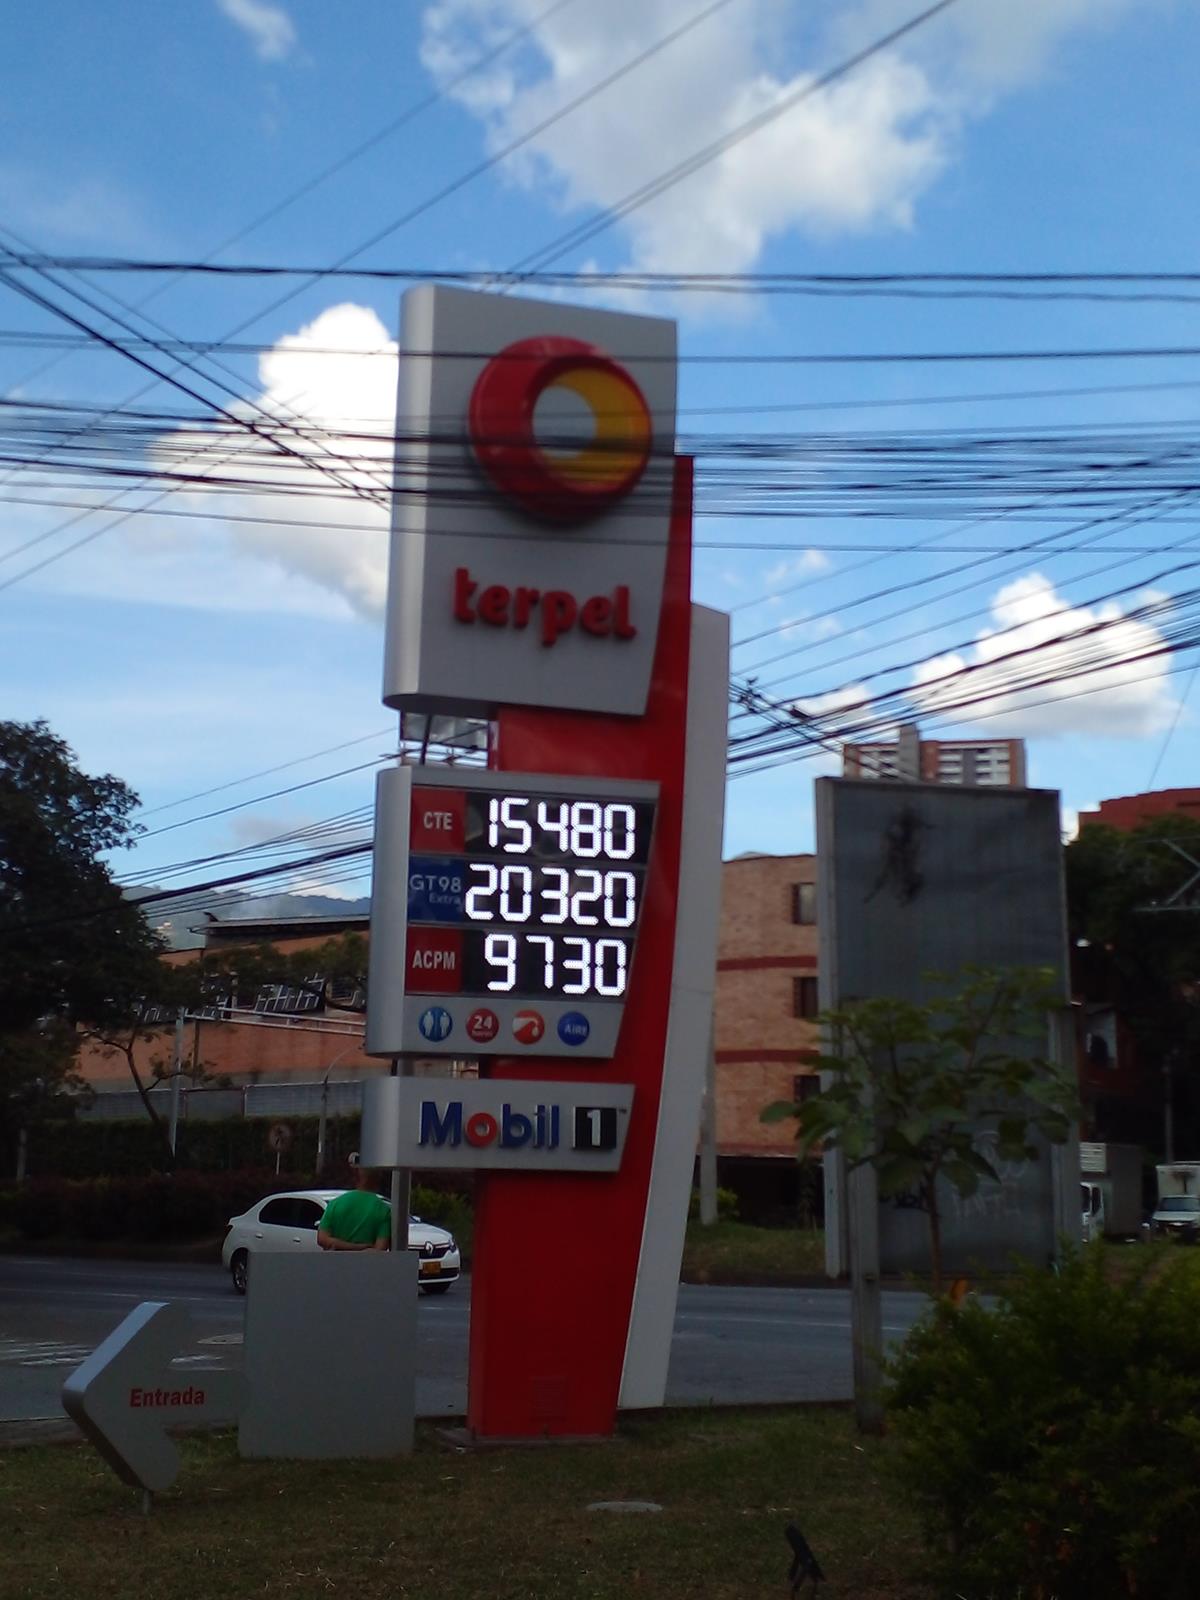 terpel
CTE 15480
GT98 Extra 20320
ACPM 9730
24
AIRE
Mobil 1
Entrada